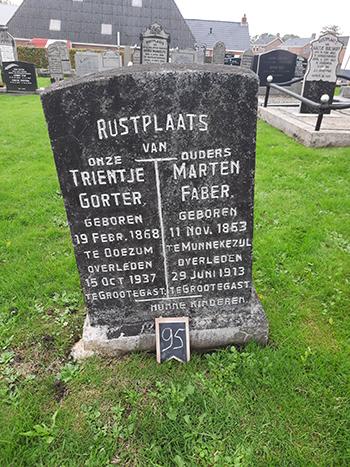 RUSTPLAATS
VAN
ONZE OUDERS
TRIENTJE MARTEN
GORTER. FABER.
GEBOREN GEBOREN
19 FEBR. 1868 11 NOV. 1863
TE DOEZUM TE MUNNEKEZIJL
OVERLEDEN OVERLEDEN
15 OCT 1937 29 JUNI 1913
TE GROOTEGAST. TE GROOTEGAST
HUNNE KINDEREN
95